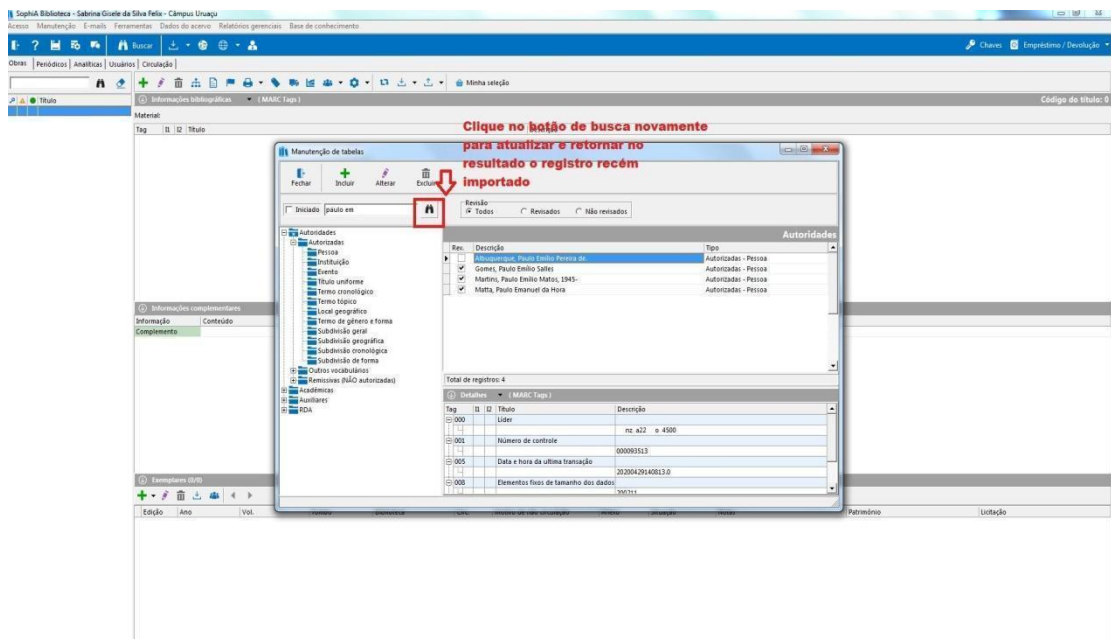 SophiA Biblioteca - Sabrina Gisele da Silva Felix - Câmpus Uruaçu
Acesso Manutenção E-mails Ferramentas Dados do acervo Relatórios gerenciais Base de conhecimento
Buscar Chaves Empréstimo / Devolução
Obras Periódicos Analíticas Usuários Circulação
Minha seleção
Título Informações bibliográficas ( MARC Tags ) Código do título: 0
Material:
Tag I1 I2 Título
Clique no botão de busca novamente
para atualizar e retornar no
resultado o registro recém
importado
Manutenção de tabelas
Fechar Incluir Alterar Excluir
Iniciado paulo em
Revisão
Todos Revisados Não revisados
Autoridades
Autoridades
Autorizadas
Pessoa
Instituição
Evento
Título uniforme
Termo cronológico
Termo tópico
Local geográfico
Termo de gênero e forma
Subdivisão geral
Subdivisão geográfica
Subdivisão cronológica
Subdivisão de forma
Outros vocabulários
Remissivas (NÃO autorizadas)
Acadêmicas
Auxiliares
RDA
Rev. Descrição Tipo
Albuquerque, Paulo Emílio Pereira de Autorizadas - Pessoa
Gomes, Paulo Emílio Salles Autorizadas - Pessoa
Martins, Paulo Emílio Matos, 1945- Autorizadas - Pessoa
Matta, Paulo Emanuel da Hora Autorizadas - Pessoa
Total de registros: 4
Detalhes ( MARC Tags )
Tag I1 I2 Título Descrição
000 Líder
nz a22 o 4500
001 Número de controle
000093513
005 Data e hora da ultima transação
20200429140813.0
008 Elementos fixos de tamanho dos dados
Informações complementares
Informação Conteúdo
Complemento
Exemplares (0/0)
Edição Ano Vol. Patrimônio Licitação